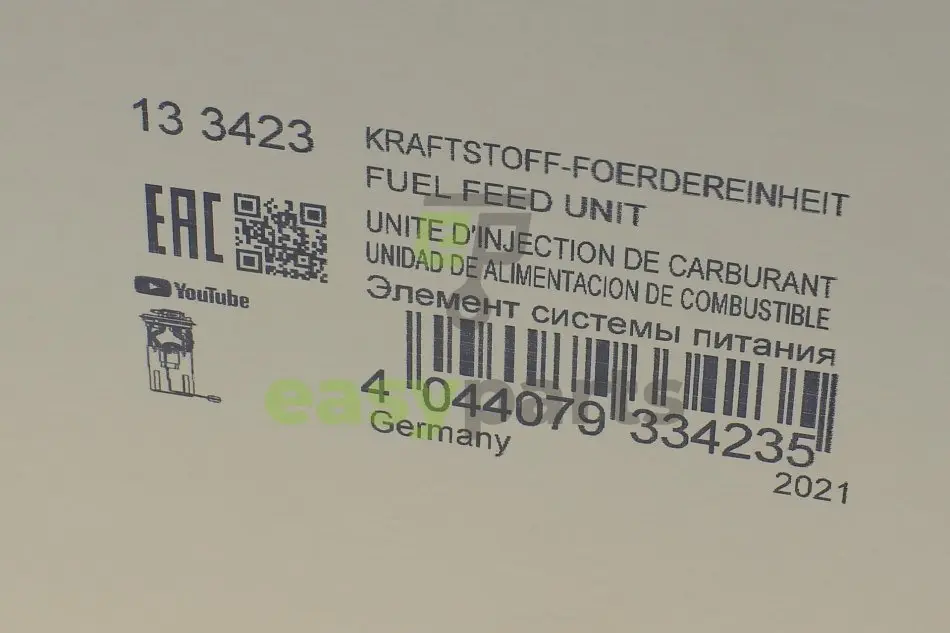 13 3423
KRAFTSTOFF-FOERDEREINHEIT
FUEL FEED UNIT
UNITE D'INJECTION DE CARBURANT
UNIDAD DE ALIMENTACION DE COMBUSTIBLE
Элемент системы питания
EAC
YouTube
4 044079 334235
Germany
2021
easyparts